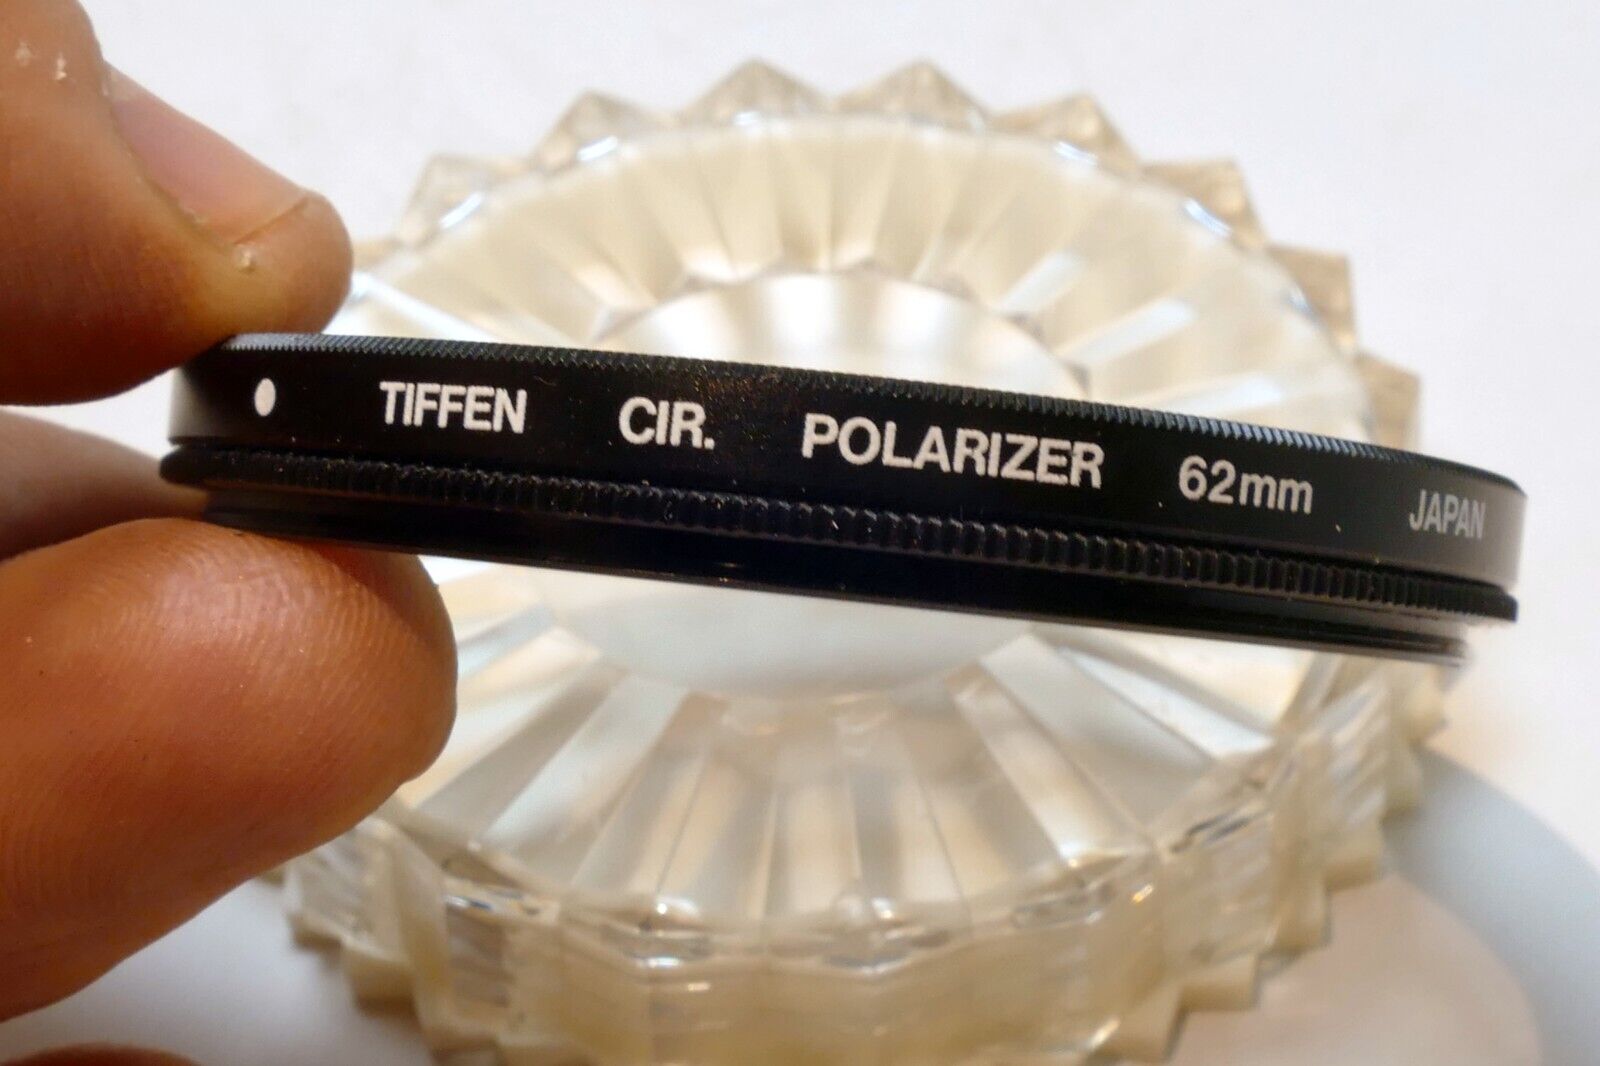 TIFFEN CIR. POLARIZER 62mm JAPAN